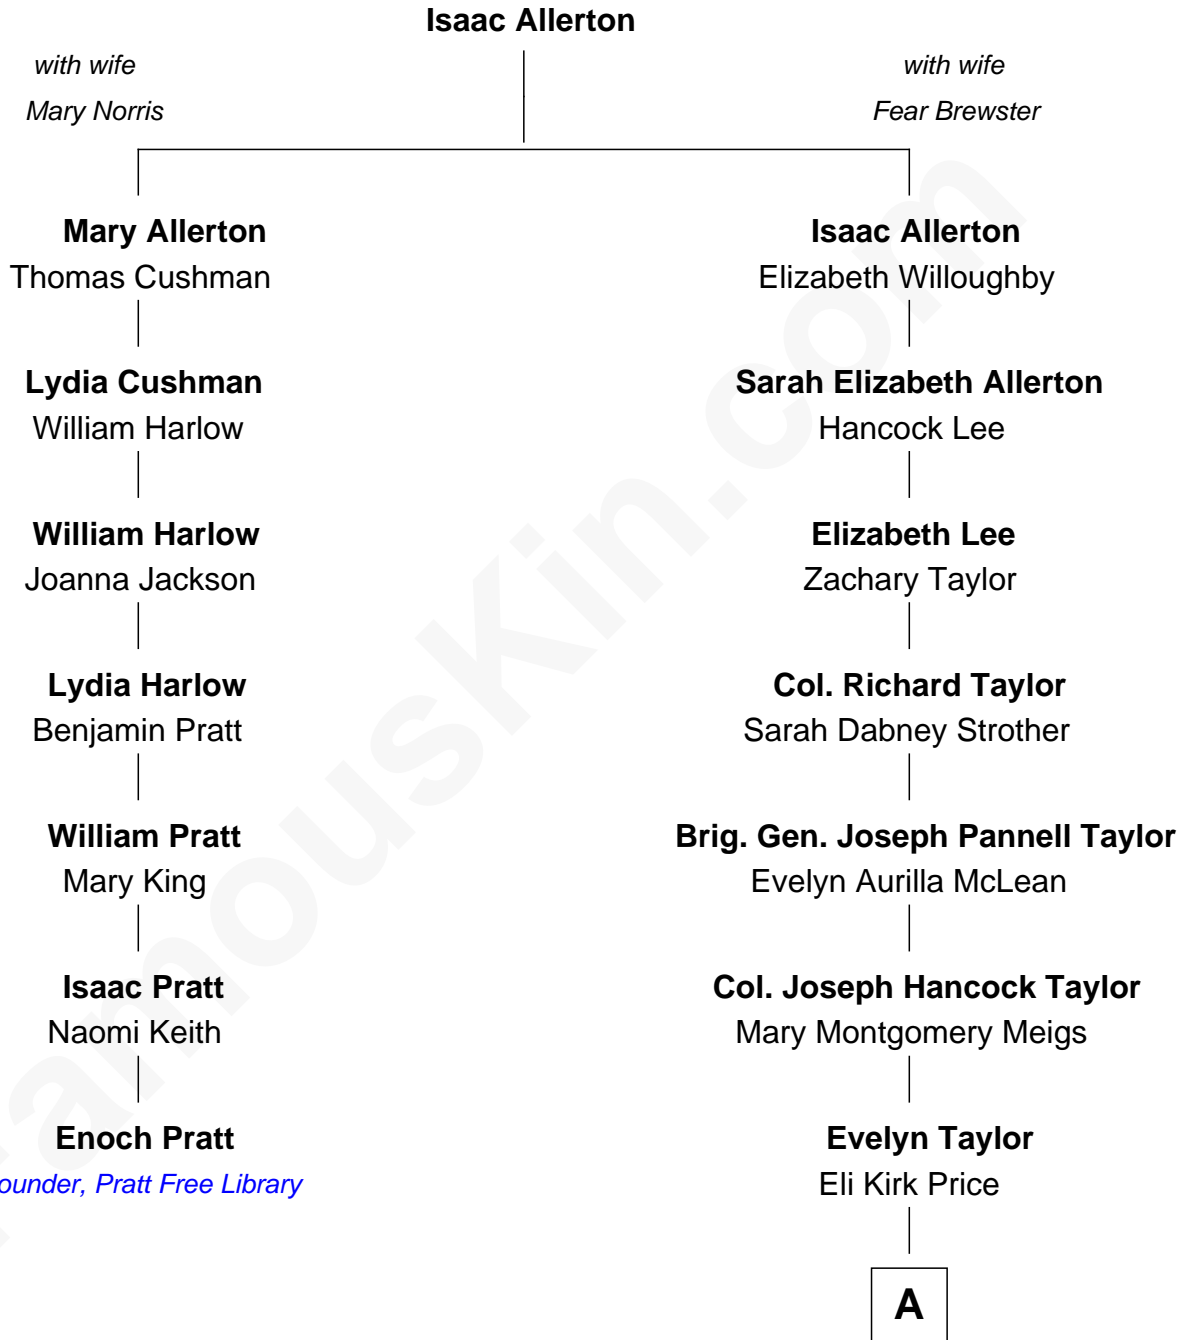 Isaac Allerton
with wife
Mary Norris
with wife
Fear Brewster
Mary Allerton
Thomas Cushman
Lydia Cushman
William Harlow
William Harlow
Joanna Jackson
Lydia Harlow
Benjamin Pratt
William Pratt
Mary King
Isaac Pratt
Naomi Keith
Enoch Pratt
ounder, Pratt Free Library
Isaac Allerton
Elizabeth Willoughby
Sarah Elizabeth Allerton
Hancock Lee
Elizabeth Lee
Zachary Taylor
Col. Richard Taylor
Sarah Dabney Strother
Brig. Gen. Joseph Pannell Taylor
Evelyn Aurilla McLean
Col. Joseph Hancock Taylor
Mary Montgomery Meigs
Evelyn Taylor
Eli Kirk Price
A
FamousKin.com